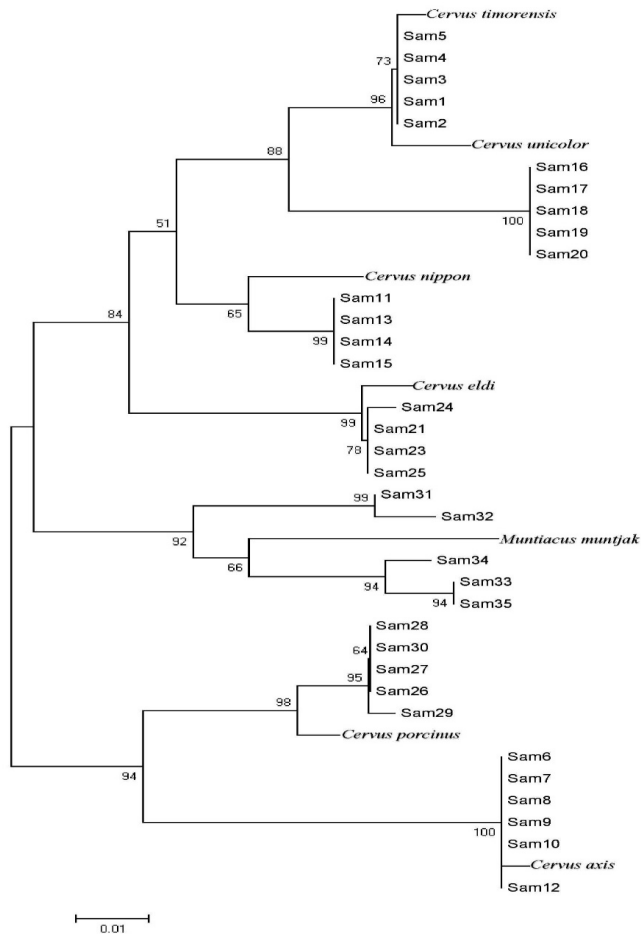 Cervus timorensis
Sam5
Sam4
73
Sam3
96
Sam1
Sam2
Cervus unicolor
88
Sam16
Sam17
Sam18
100
Sam19
Sam20
51
Cervus nippon
Sam11
65
Sam13
99
Sam14
Sam15
84
Cervus eldi
99
Sam24
Sam21
78
Sam23
Sam25
99
Sam31
Sam32
92
Muntiacus muntjak
66
Sam34
94
Sam33
94
Sam35
Sam28
64
Sam30
95
Sam27
Sam26
98
Sam29
Cervus porcinus
94
Sam6
Sam7
Sam8
100
Sam9
Sam10
Cervus axis
Sam12
0.01